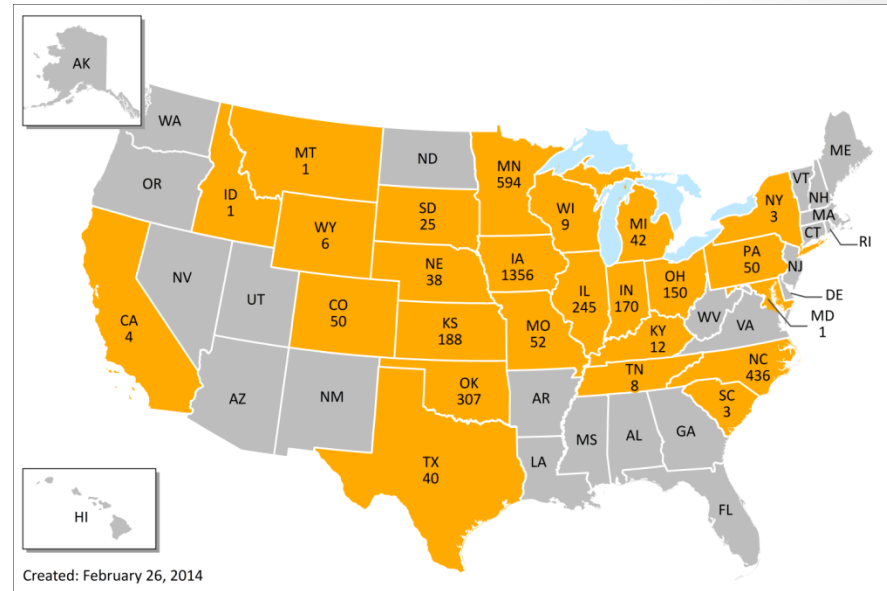 AK
WA
MT
1
ND
MN
594
ME
VT
NH
OR
ID
1
SD
25
WI
9
MI
42
NY
3
MA
CT
RI
WY
6
IA
1356
PA
50
NJ
NE
38
NV
UT
CO
50
IL
245
IN
170
OH
150
DE
MD
1
WV
VA
CA
4
KS
188
MO
52
KY
12
NC
436
TN
8
AZ
NM
OK
307
AR
SC
3
MS
AL
GA
LA
TX
40
FL
HI
Created: February 26, 2014